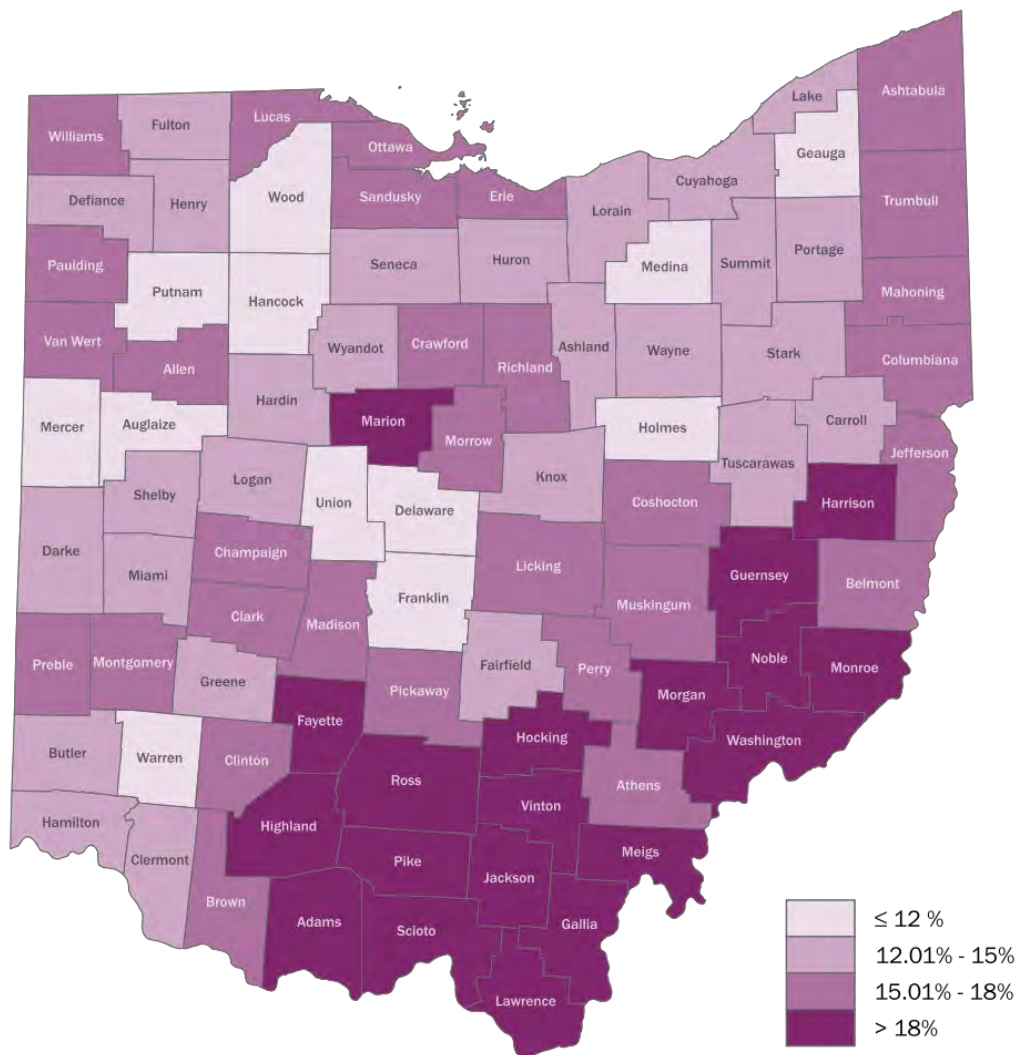 Ashtabula
Lake
Geauga
Lucas
Fulton
Williams
Ottawa
Cuyahoga
Wood
Sandusky
Erie
Defiance
Henry
Lorain
Trumbull
Portage
Seneca
Huron
Medina
Summit
Paulding
Putnam
Hancock
Mahoning
Van Wert
Wyandot
Crawford
Ashland
Wayne
Stark
Columbiana
Allen
Richland
Hardin
Marion
Mercer
Auglaize
Morrow
Holmes
Carroll
Jefferson
Tuscarawas
Logan
Knox
Shelby
Union
Delaware
Coshocton
Harrison
Darke
Champaign
Miami
Licking
Guernsey
Belmont
Franklin
Muskingum
Clark
Madison
Preble
Montgomery
Fairfield
Perry
Noble
Monroe
Greene
Pickaway
Morgan
Fayette
Hocking
Washington
Butler
Warren
Clinton
Ross
Athens
Vinton
Hamilton
Highland
Clermont
Pike
Meigs
Jackson
Brown
Adams
Scioto
Gallia
Lawrence
≤ 12 %
12.01% - 15%
15.01% - 18%
> 18%